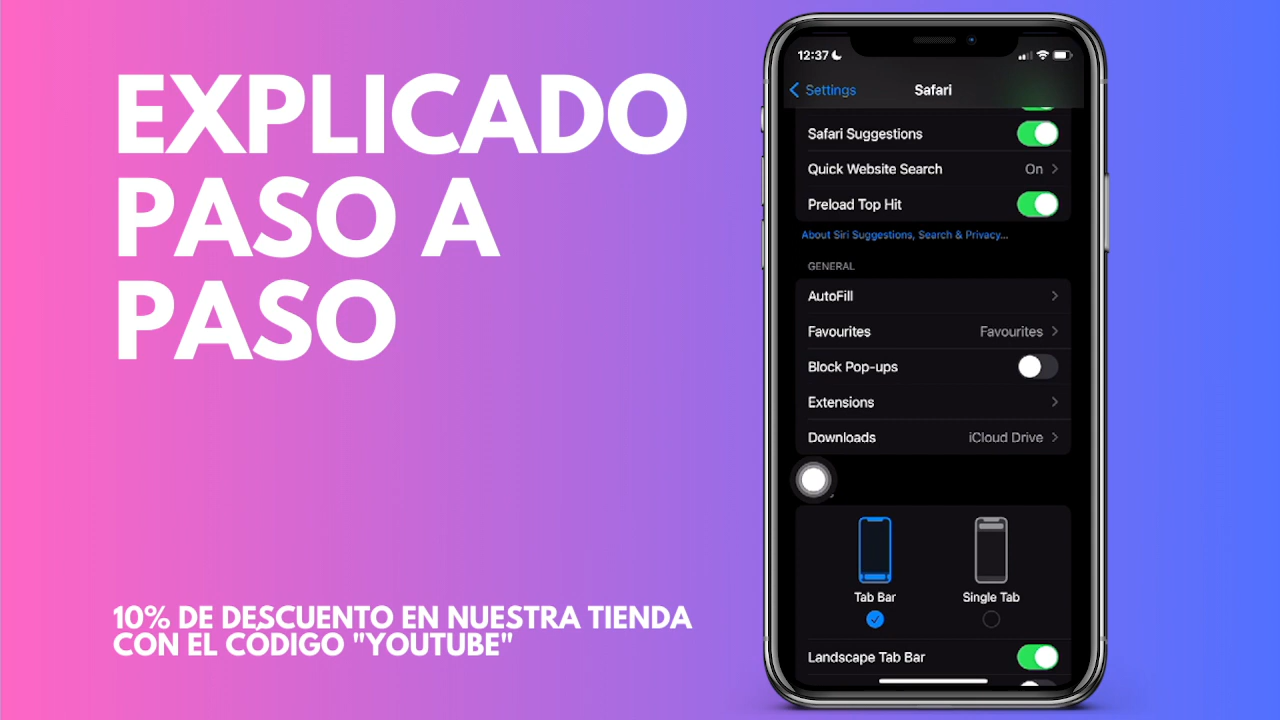 EXPLICADO
PASO A
PASO
10% DE DESCUENTO EN NUESTRA TIENDA
CON EL CÓDIGO "YOUTUBE"
12:37
Settings
Safari
Safari Suggestions
Quick Website Search On
Preload Top Hit
About Siri Suggestions, Search & Privacy...
GENERAL
AutoFill
Favourites Favourites
Block Pop-ups
Extensions
Downloads iCloud Drive
Tab Bar Single Tab
Landscape Tab Bar